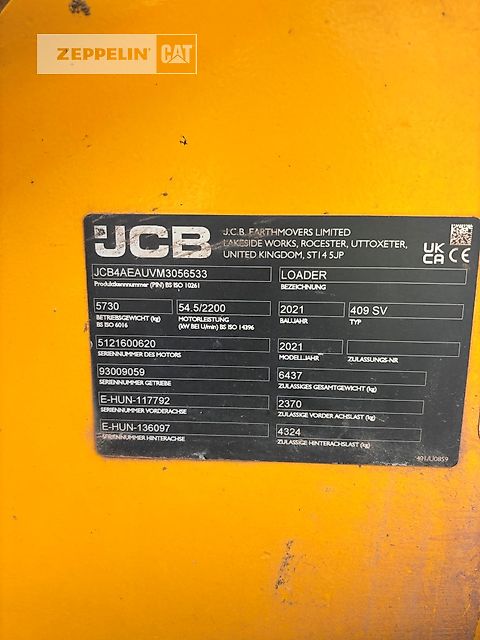 ZEPPELIN CAT
JCB
J.C.B. EARTHMOVERS LIMITED
LAKESIDE WORKS, ROCESTER, UTTOXETER,
UNITED KINGDOM, ST14 5JP
UK
CA CE
JCB4AEAUVM3056533
Produktkennnummer (PIN) BS ISO 10261
LOADER
BEZEICHNUNG
5730
BETRIEBSGEWICHT (kg)
BS ISO 6016
54.5/2200
MOTORLEISTUNG
(kW BEI U/min) BS ISO 14396
2021
BAUJAHR
409 SV
TYP
5121600620
SERIENNUMMER DES MOTORS
2021
MODELLJAHR
ZULASSUNGS-NR
93009059
SERIENNUMMER GETRIEBE
6437
ZULÄSSIGES GESAMTGEWICHT (kg)
E-HUN-117792
SERIENNUMMER VORDERACHSE
2370
ZULÄSSIGE VORDER ACHSLAST (kg)
E-HUN-136097
SERIENNUMMER HINTERACHSE
4324
ZULÄSSIGE HINTERACHSLAST (kg)
401/U0859